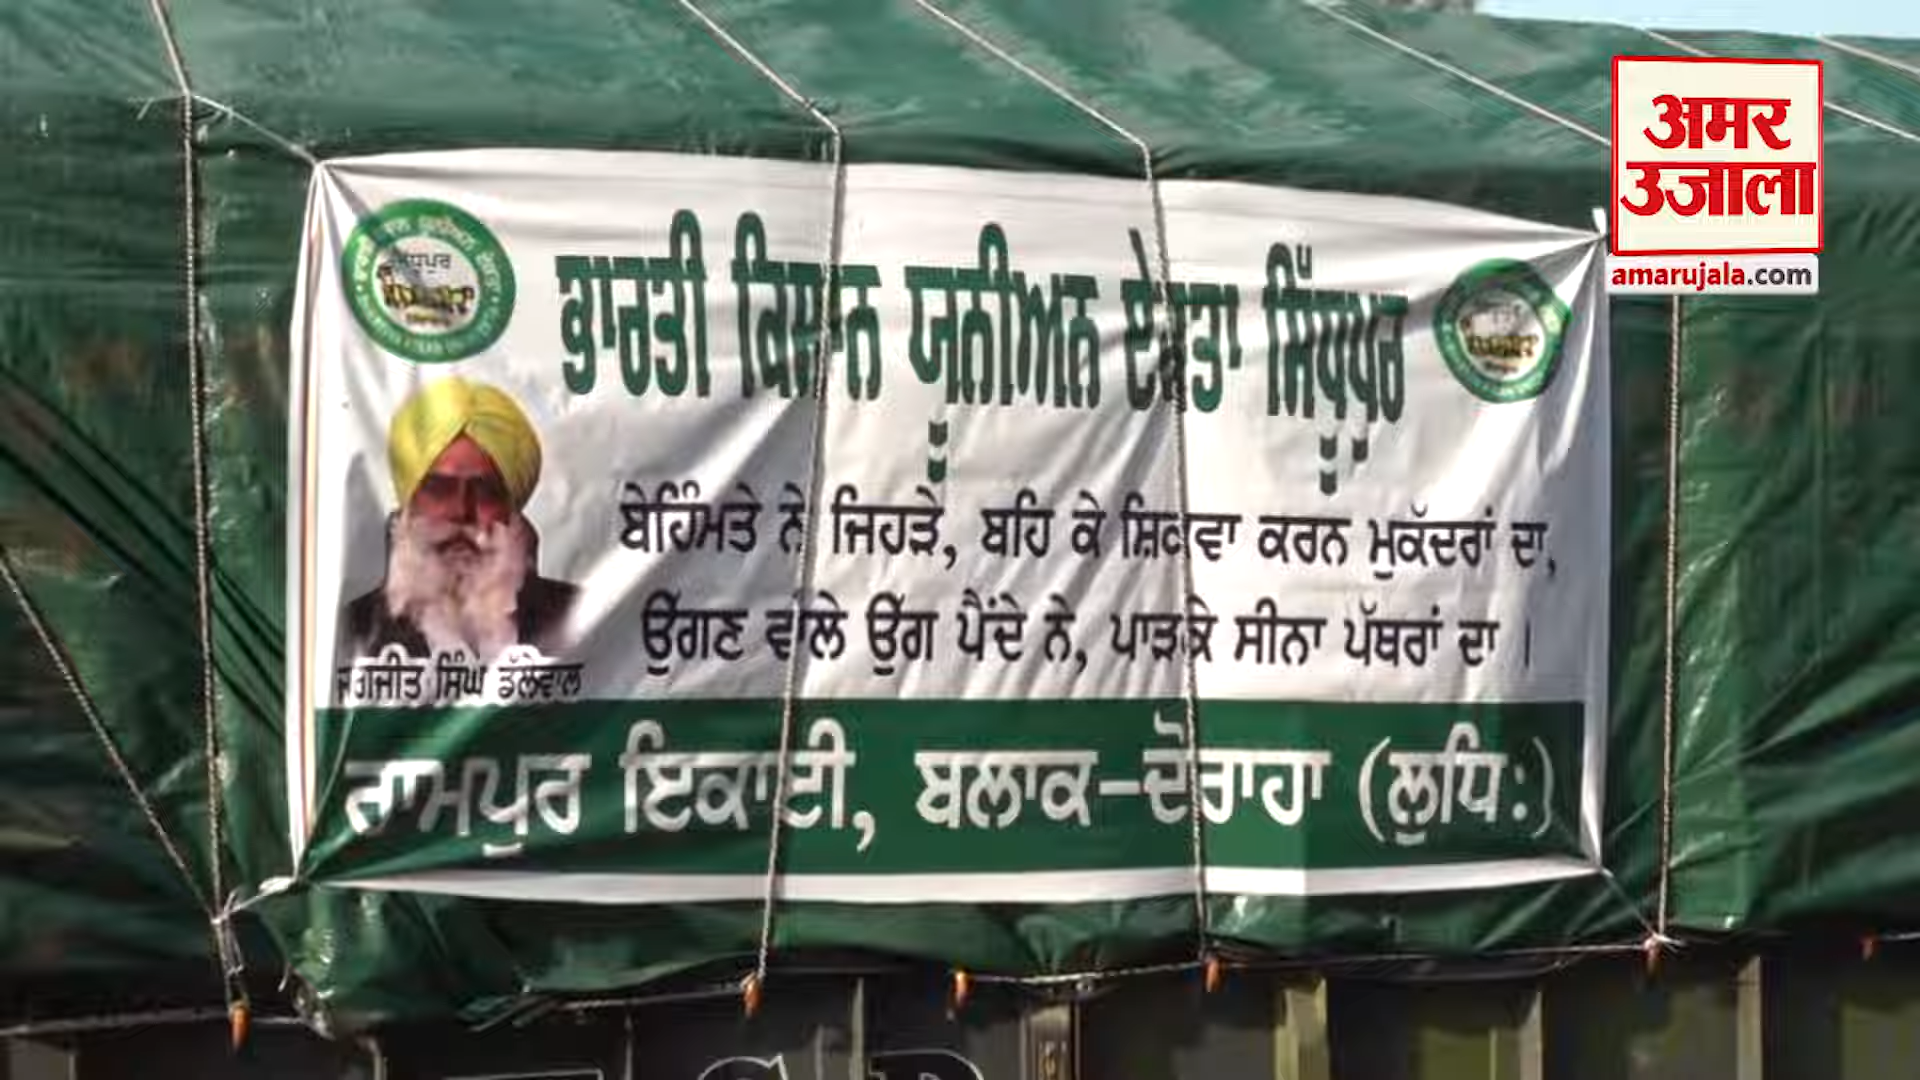 ਭਾਰਤੀ ਕਿਸਾਨ ਯੂਨੀਅਨ ਏਕਤਾ ਸਿੱਧੂਪੁਰ
ਬੇਹਿੰਮਤੇ ਨੇ ਜਿਹੜੇ, ਬਹਿ ਕੇ ਸ਼ਿਕਵਾ ਕਰਨ ਮੁਕੱਦਰਾਂ ਦਾ,
ਉੱਗਣ ਵਾਲੇ ਉੱਗ ਪੈਂਦੇ ਨੇ, ਪਾੜਕੇ ਸੀਨਾ ਪੱਥਰਾਂ ਦਾ ।
ਜਗਜੀਤ ਸਿੰਘ ਡੱਲੇਵਾਲ
ਰਾਮਪੁਰ ਇਕਾਈ, ਬਲਾਕ-ਦੋਰਾਹਾ (ਲੁਧਿ:)
अमर
उजाला
amarujala.com